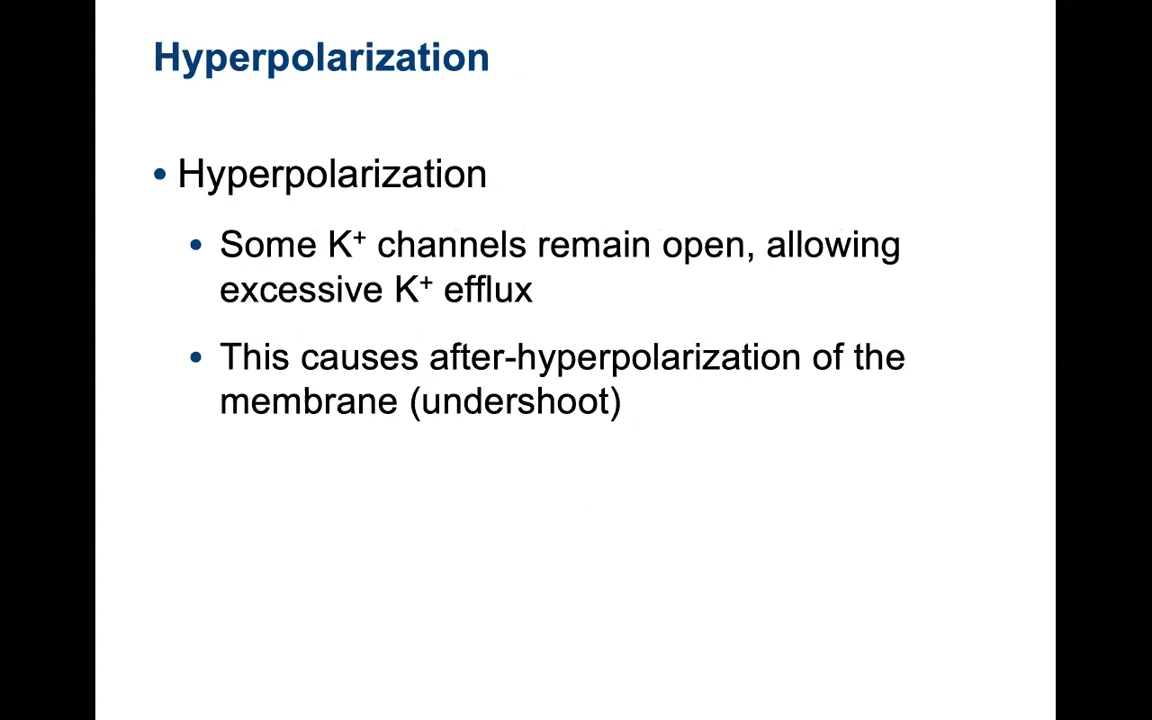 Hyperpolarization
• Hyperpolarization
• Some K⁺ channels remain open, allowing
excessive K⁺ efflux
• This causes after-hyperpolarization of the
membrane (undershoot)